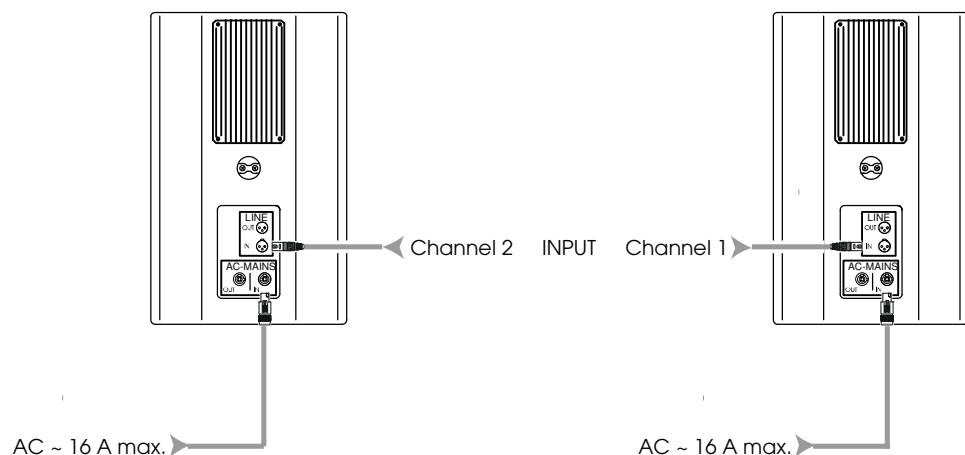 LINE
OUT
IN
AC-MAINS
OUT
IN
LINE
OUT
IN
AC-MAINS
OUT
IN
Channel 2
INPUT
Channel 1
AC ~ 16 A max.
AC ~ 16 A max.